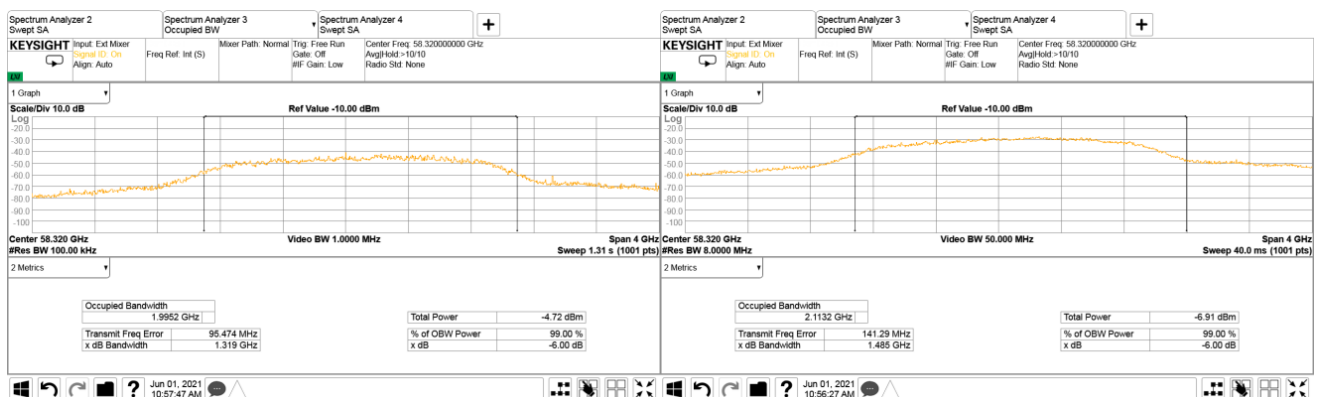 Spectrum Analyzer 2
Swept SA
Spectrum Analyzer 3
Occupied BW
Spectrum Analyzer 4
Swept SA
+
KEYSIGHT
Input: Ext Mixer
Signal ID: On
Align: Auto
Freq Ref: Int (S)
Mixer Path: Normal
Trig: Free Run
Gate: Off
#IF Gain: Low
Center Freq: 58.320000000 GHz
Avg|Hold:>10/10
Radio Std: None
LXI
1 Graph
Scale/Div 10.0 dB
Ref Value -10.00 dBm
Log
-20.0
-30.0
-40.0
-50.0
-60.0
-70.0
-80.0
-90.0
-100
Center 58.320 GHz
Video BW 1.0000 MHz
Span 4 GHz
#Res BW 100.00 kHz
Sweep 1.31 s (1001 pts)
2 Metrics
Occupied Bandwidth
1.9952 GHz
Total Power -4.72 dBm
Transmit Freq Error 95.474 MHz
% of OBW Power 99.00 %
x dB Bandwidth 1.319 GHz
x dB -6.00 dB
?
Jun 01, 2021
10:57:47 AM
Spectrum Analyzer 2
Swept SA
Spectrum Analyzer 3
Occupied BW
Spectrum Analyzer 4
Swept SA
+
KEYSIGHT
Input: Ext Mixer
Signal ID: On
Align: Auto
Freq Ref: Int (S)
Mixer Path: Normal
Trig: Free Run
Gate: Off
#IF Gain: Low
Center Freq: 58.320000000 GHz
Avg|Hold:>10/10
Radio Std: None
LXI
1 Graph
Scale/Div 10.0 dB
Ref Value -10.00 dBm
Log
-20.0
-30.0
-40.0
-50.0
-60.0
-70.0
-80.0
-90.0
-100
Center 58.320 GHz
Video BW 50.000 MHz
Span 4 GHz
#Res BW 8.0000 MHz
Sweep 40.0 ms (1001 pts)
2 Metrics
Occupied Bandwidth
2.1132 GHz
Total Power -6.91 dBm
Transmit Freq Error 141.29 MHz
% of OBW Power 99.00 %
x dB Bandwidth 1.485 GHz
x dB -6.00 dB
?
Jun 01, 2021
10:56:27 AM